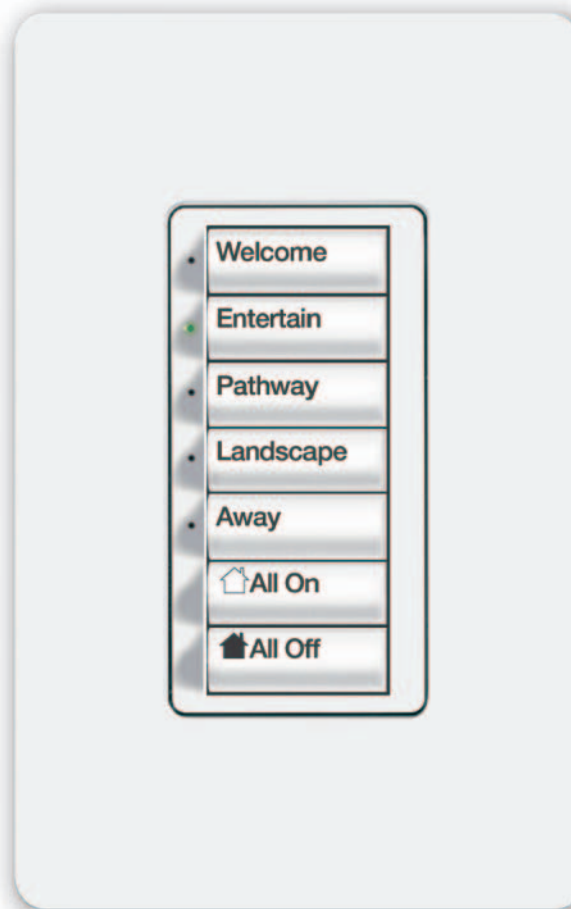 Welcome
Entertain
Pathway
Landscape
Away
All On
All Off